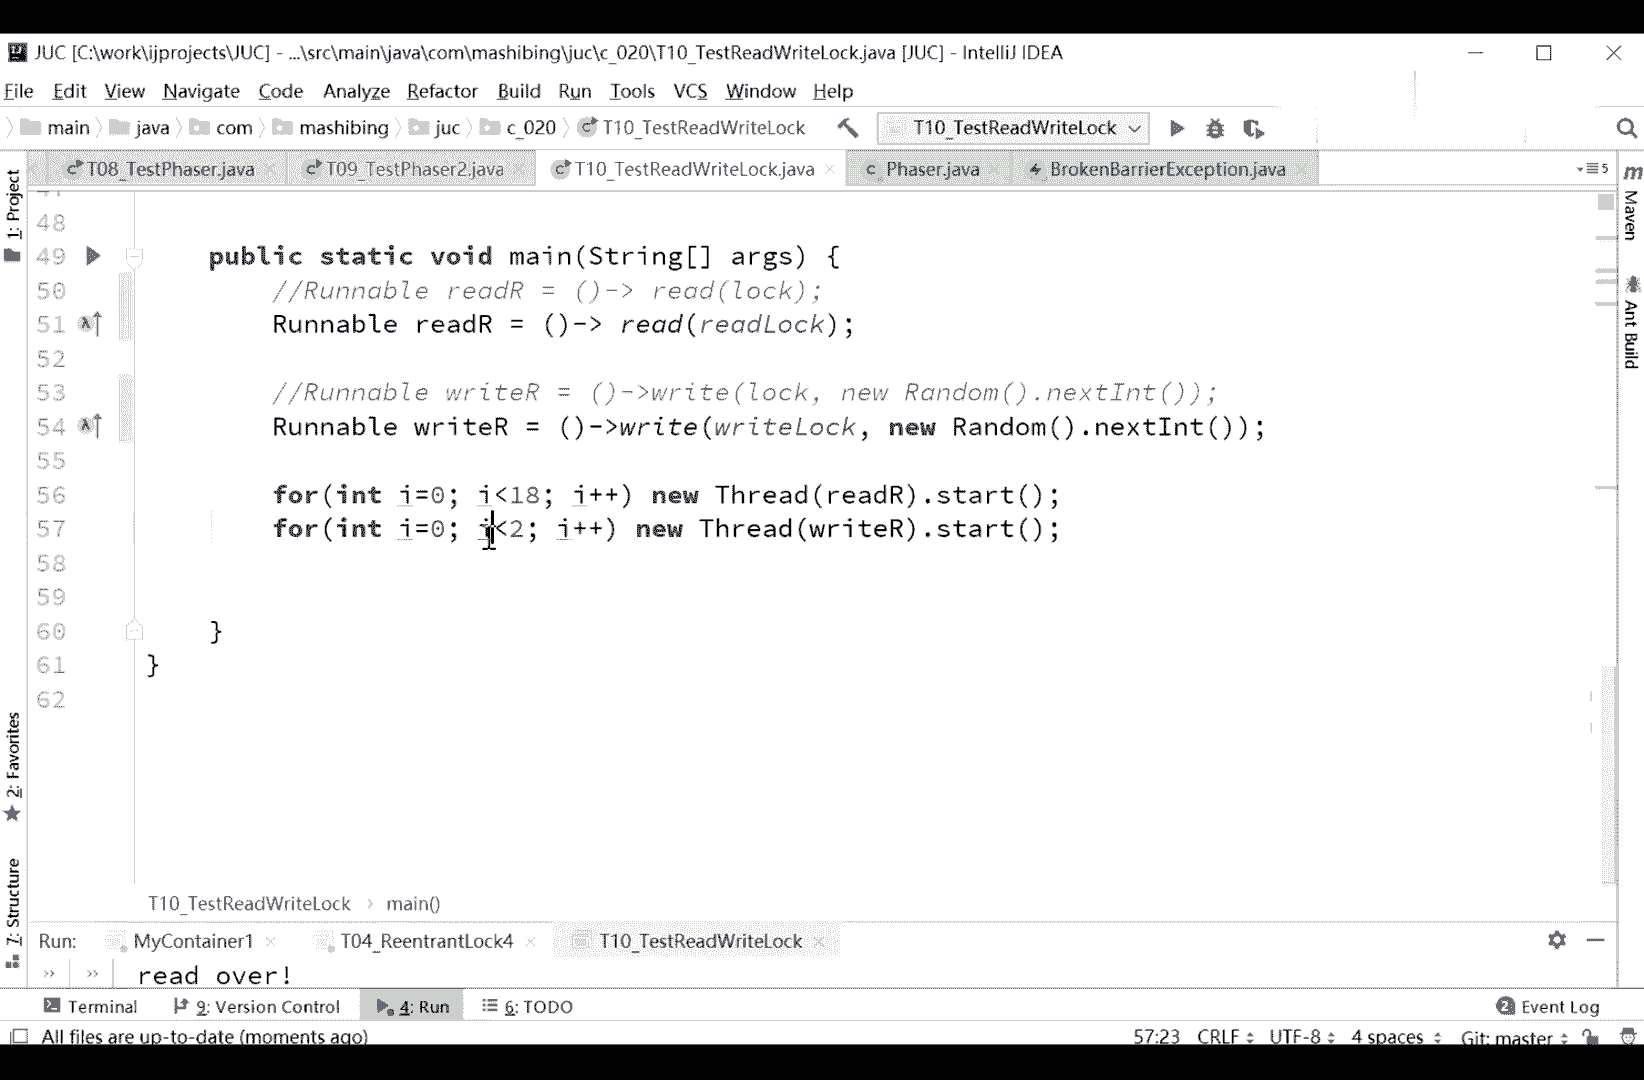 JUC [C:\work\ijprojects\JUC] - ...\src\main\java\com\mashibing\juc\c_020\T10_TestReadWriteLock.java [JUC] - IntelliJ IDEA
File Edit View Navigate Code Analyze Refactor Build Run Tools VCS Window Help
main java com mashibing juc c_020 T10_TestReadWriteLock T10_TestReadWriteLock
T08_TestPhaser.java T09_TestPhaser2.java T10_TestReadWriteLock.java Phaser.java BrokenBarrierException.java 5
1: Project
Maven
Ant Build
48
49 public static void main(String[] args) {
50 //Runnable readR = ()-> read(lock);
51 Runnable readR = ()-> read(readLock);
52
53 //Runnable writeR = ()->write(lock, new Random().nextInt());
54 Runnable writeR = ()->write(writeLock, new Random().nextInt());
55
56 for(int i=0; i<18; i++) new Thread(readR).start();
57 for(int i=0; i<2; i++) new Thread(writeR).start();
58
59
60 }
61 }
62
2: Favorites
7: Structure
T10_TestReadWriteLock › main()
Run: MyContainer1 T04_ReentrantLock4 T10_TestReadWriteLock
read over!
Terminal 9: Version Control 4: Run 6: TODO 2 Event Log
All files are up-to-date (moments ago) 57:23 CRLF UTF-8 4 spaces Git: master